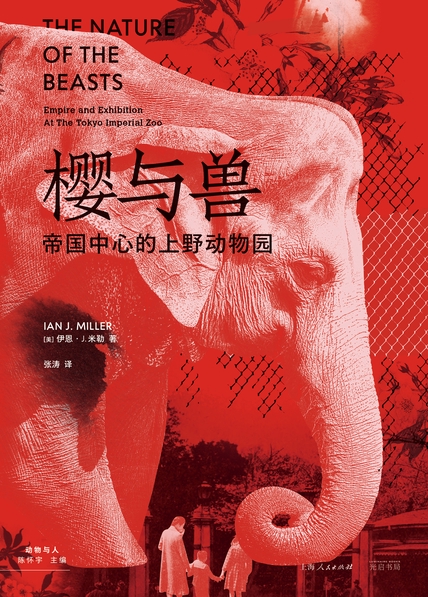 THE NATURE
OF THE
BEASTS
Empire and Exhibition
At The Tokyo Imperial Zoo
樱与兽
帝国中心的上野动物园
IAN J. MILLER
[美] 伊恩·J.米勒 著
张涛 译
动物与人
陈怀宇 主编
上海人民出版社
光启书局